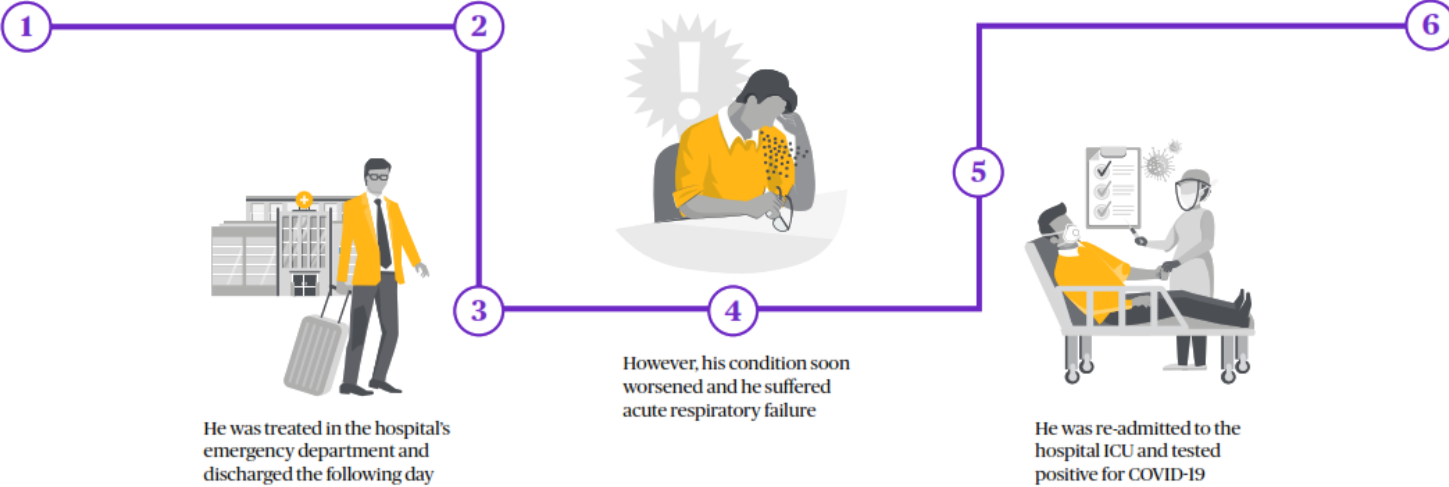 1
2
3
4
5
6
He was treated in the hospital's
emergency department and
discharged the following day
However, his condition soon
worsened and he suffered
acute respiratory failure
He was re-admitted to the
hospital ICU and tested
positive for COVID-19